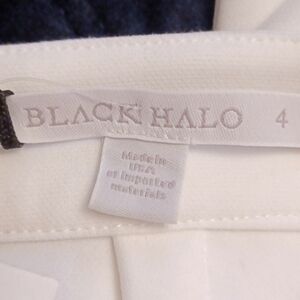 BLACK HALO 4
Made in
USA
of imported
materials